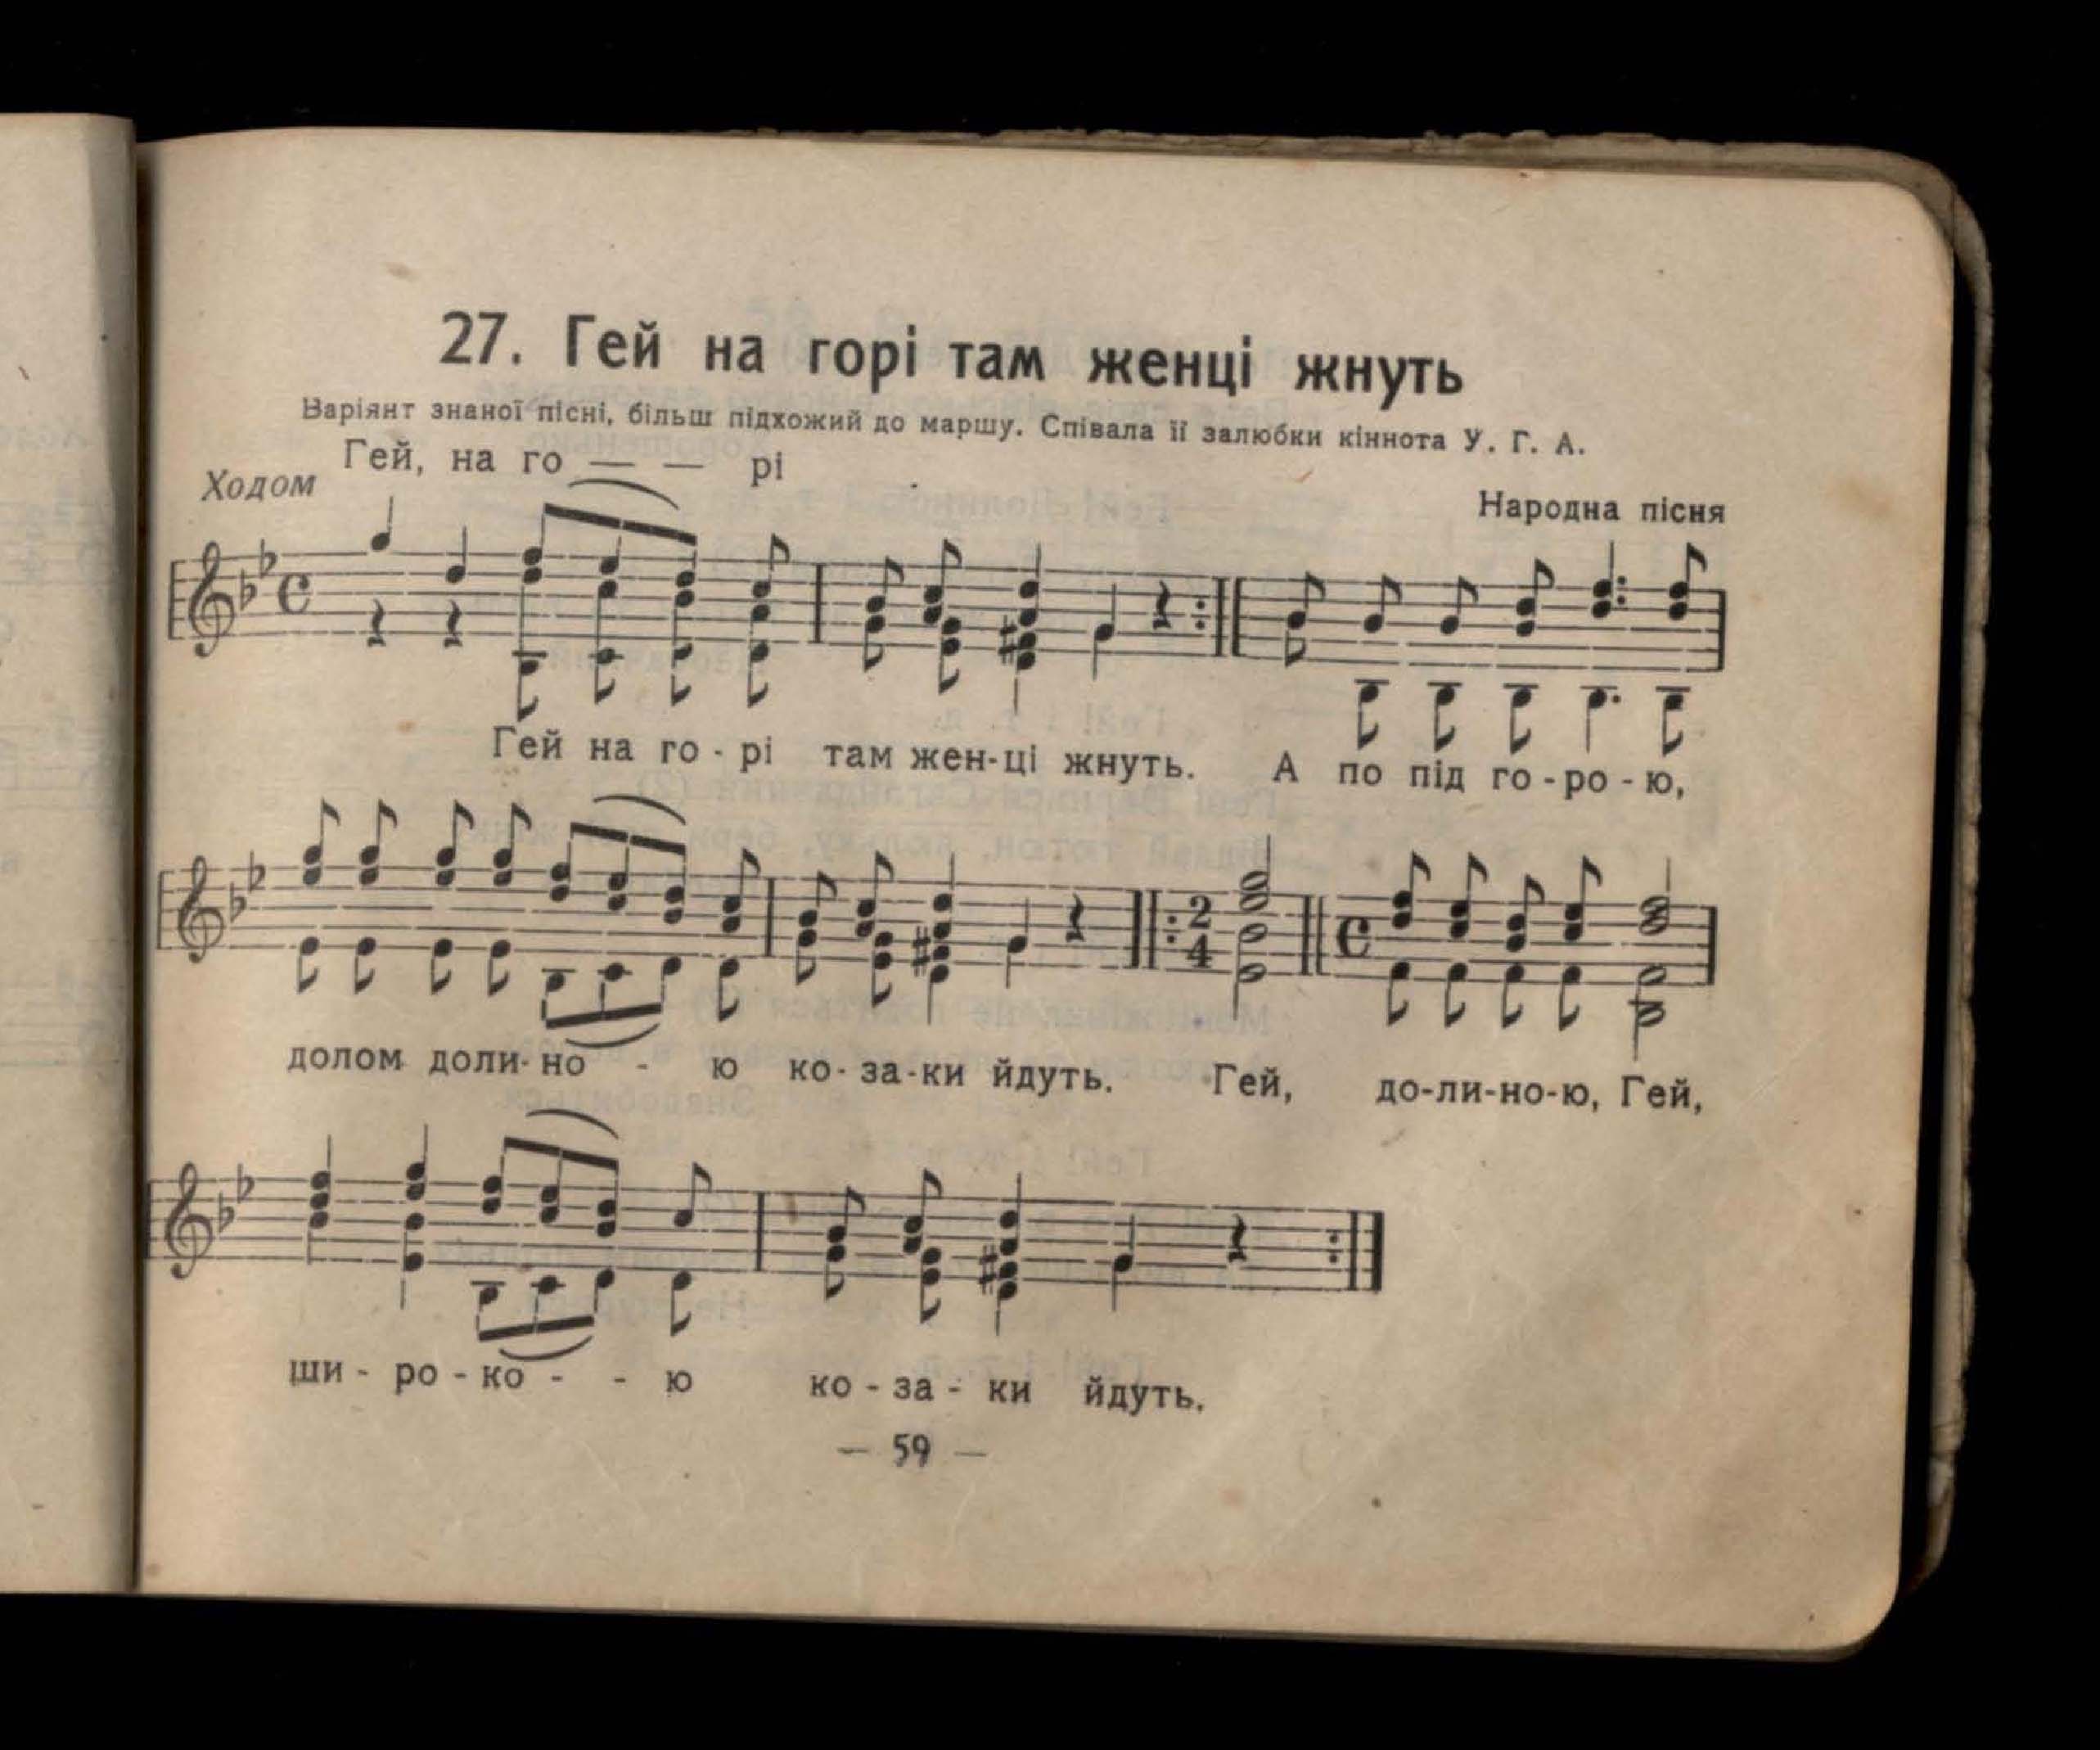 27. Гей на горі там женці жнуть
Варіянт знаної пісні, більш підхожий до маршу. Співала її залюбки кіннота У. Г. А.
Гей, на го — — рі
Ходом
Народна пісня
Гей на го - рі там жен-ці жнуть. А по під го - ро - ю,
долом доли- но - ю ко- за-ки йдуть. Гей, до-ли-но-ю, Гей,
2
4
ши - ро - ко - - ю ко - за - ки йдуть.
— 59 —